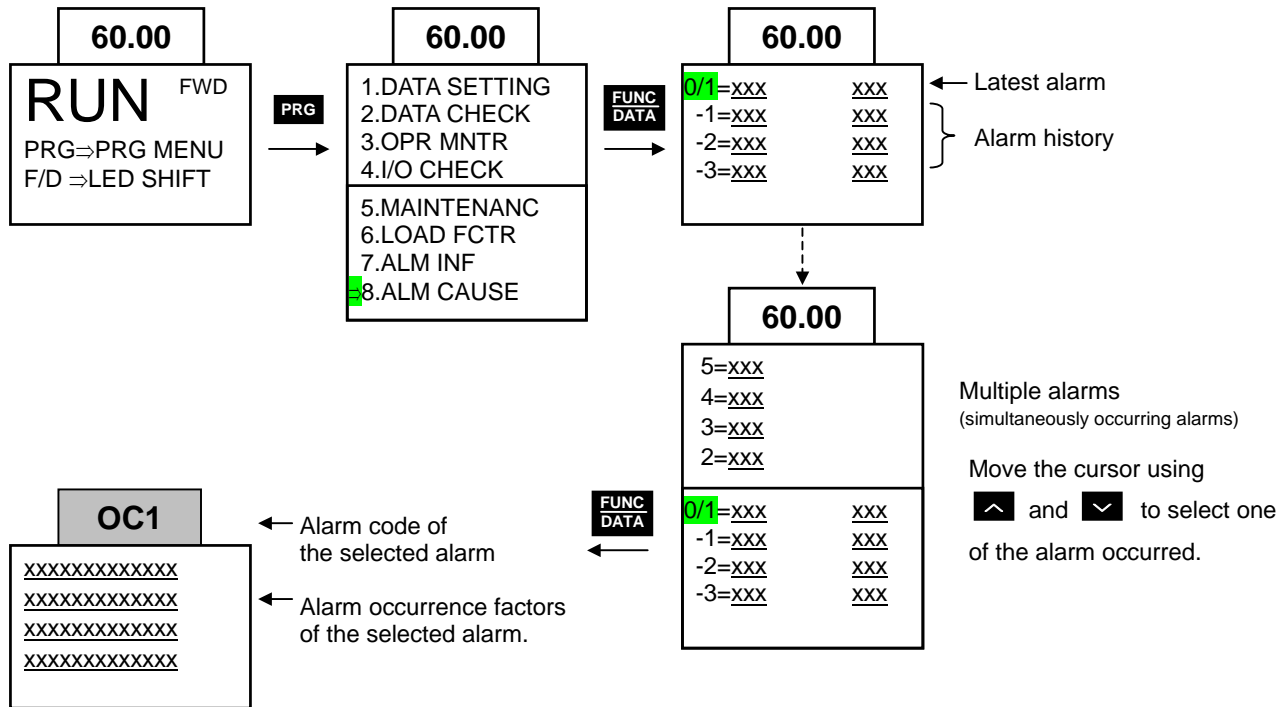 60.00
RUN FWD
PRG⇒PRG MENU
F/D ⇒LED SHIFT
PRG
60.00
1.DATA SETTING
2.DATA CHECK
3.OPR MNTR
4.I/O CHECK
5.MAINTENANC
6.LOAD FCTR
7.ALM INF
⇒8.ALM CAUSE
FUNC
DATA
60.00
0/1=xxx xxx
-1=xxx xxx
-2=xxx xxx
-3=xxx xxx
Latest alarm
Alarm history
60.00
5=xxx
4=xxx
3=xxx
2=xxx
0/1=xxx xxx
-1=xxx xxx
-2=xxx xxx
-3=xxx xxx
Multiple alarms
(simultaneously occurring alarms)
Move the cursor using
∧ and ∨ to select one
of the alarm occurred.
FUNC
DATA
OC1
xxxxxxxxxxxxx
xxxxxxxxxxxxx
xxxxxxxxxxxxx
xxxxxxxxxxxxx
Alarm code of
the selected alarm
Alarm occurrence factors
of the selected alarm.